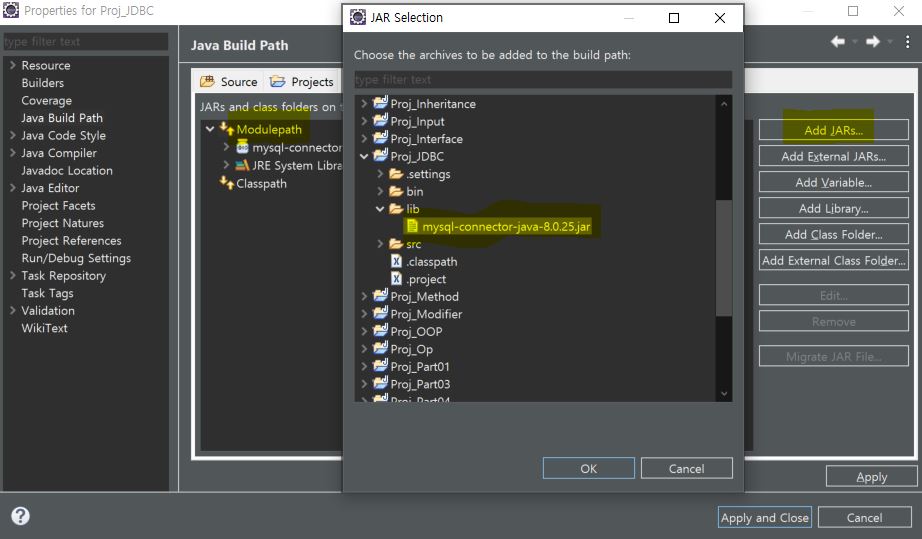 Properties for Proj_JDBC
type filter text
Resource
Builders
Coverage
Java Build Path
Java Code Style
Java Compiler
Javadoc Location
Java Editor
Project Facets
Project Natures
Project References
Run/Debug Settings
Task Repository
Task Tags
Validation
WikiText
Java Build Path
Source
Projects
JARs and class folders on
Modulepath
mysql-connector
JRE System Libra
Classpath
JAR Selection
Choose the archives to be added to the build path:
type filter text
Proj_Inheritance
Proj_Input
Proj_Interface
Proj_JDBC
.settings
bin
lib
mysql-connector-java-8.0.25.jar
src
.classpath
.project
Proj_Method
Proj_Modifier
Proj_OOP
Proj_Op
Proj_Part01
Proj_Part03
Proj_Part04
OK
Cancel
Add JARs...
Add External JARs...
Add Variable...
Add Library...
Add Class Folder...
Add External Class Folder...
Edit...
Remove
Migrate JAR File...
Apply
Apply and Close
Cancel